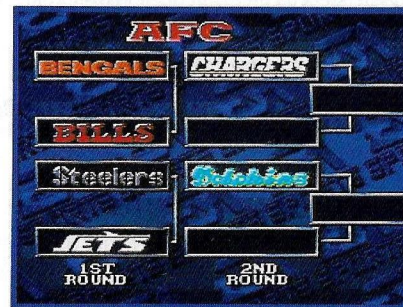 AFC
BENGALS
CHARGERS
BILLS
Steelers
Dolphins
JETS
1ST
ROUND
2ND
ROUND